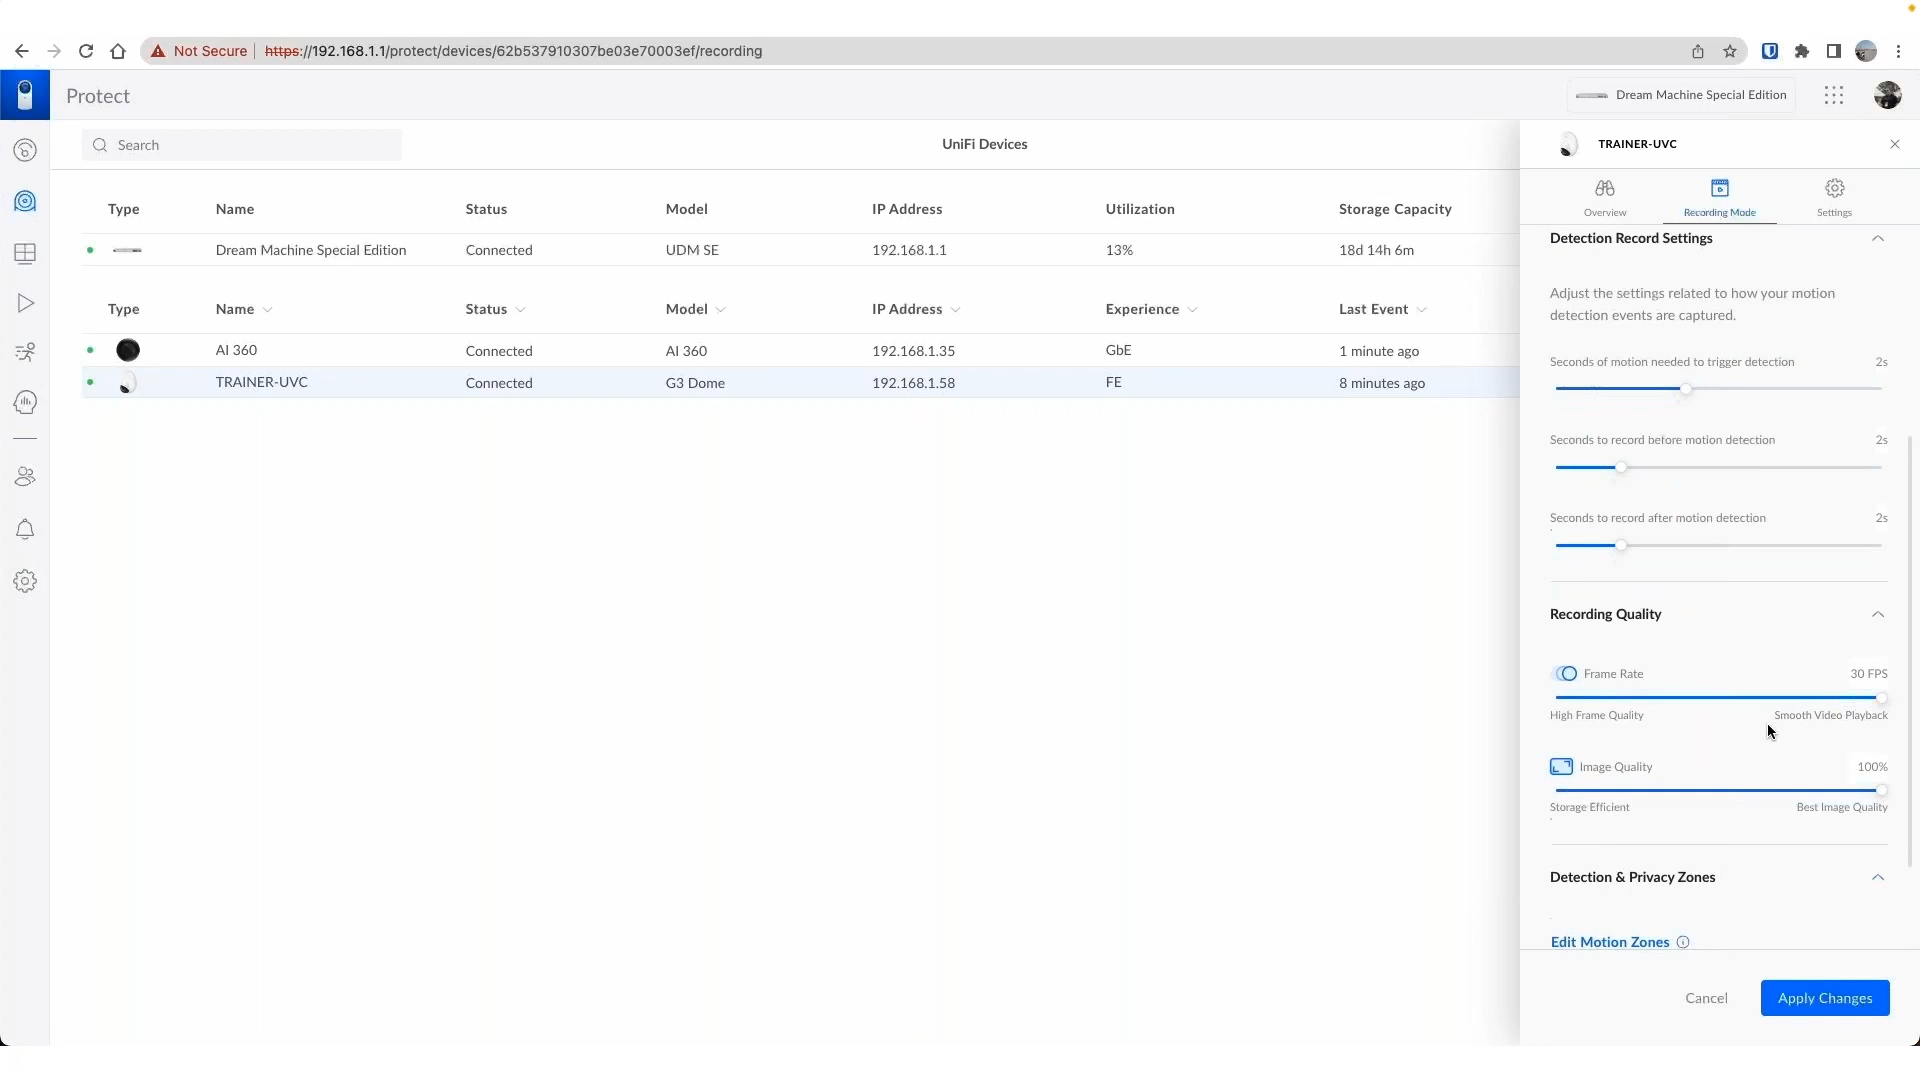 Not Secure https://192.168.1.1/protect/devices/62b537910307be03e70003ef/recording
Protect
Dream Machine Special Edition
Search
UniFi Devices
Type Name Status Model IP Address Utilization Storage Capacity
Dream Machine Special Edition Connected UDM SE 192.168.1.1 13% 18d 14h 6m
Type Name Status Model IP Address Experience Last Event
AI 360 Connected AI 360 192.168.1.35 GbE 1 minute ago
TRAINER-UVC Connected G3 Dome 192.168.1.58 FE 8 minutes ago
TRAINER-UVC
Overview Recording Mode Settings
Detection Record Settings
Adjust the settings related to how your motion
detection events are captured.
Seconds of motion needed to trigger detection 2s
Seconds to record before motion detection 2s
Seconds to record after motion detection 2s
Recording Quality
Frame Rate 30 FPS
High Frame Quality Smooth Video Playback
Image Quality 100%
Storage Efficient Best Image Quality
Detection & Privacy Zones
Edit Motion Zones
Cancel Apply Changes